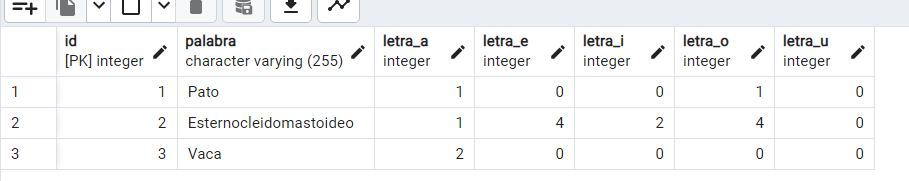 id palabra letra_a letra_e letra_i letra_o letra_u
[PK] integer character varying (255) integer integer integer integer integer
1 1 Pato 1 0 0 1 0
2 2 Esternocleidomastoideo 1 4 2 4 0
3 3 Vaca 2 0 0 0 0